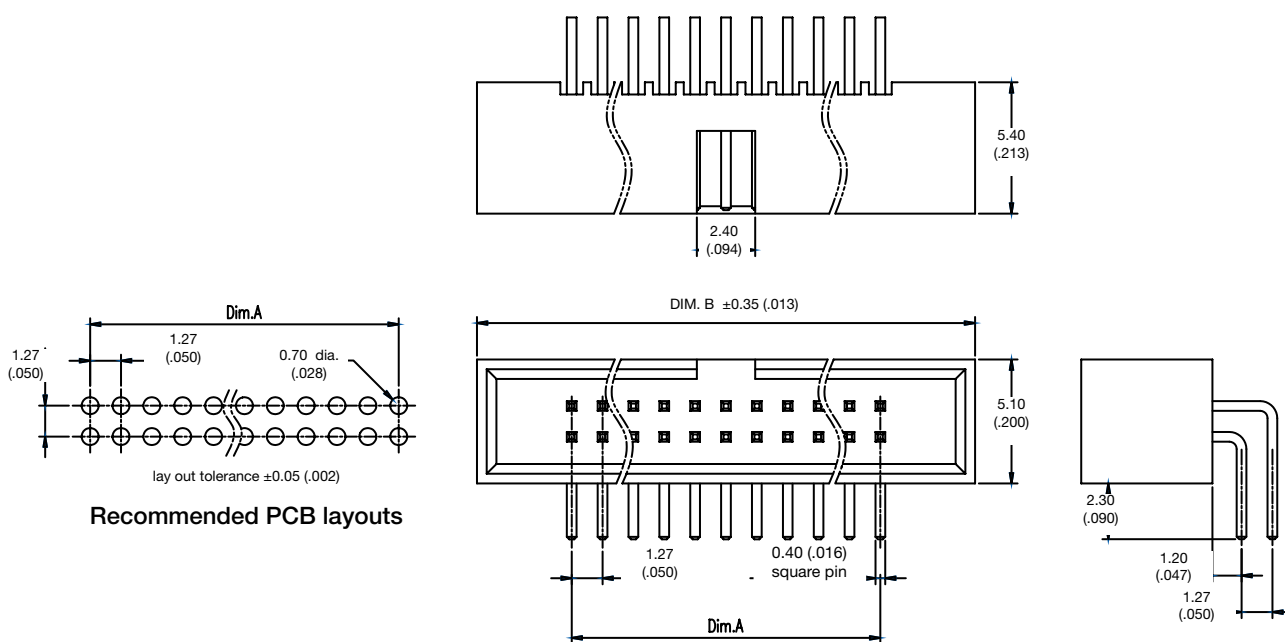 5.40
(.213)
2.40
(.094)
Dim.A
1.27
(.050)
1.27
(.050)
0.70 dia.
(.028)
lay out tolerance ±0.05 (.002)
Recommended PCB layouts
DIM. B ±0.35 (.013)
5.10
(.200)
1.27
(.050)
0.40 (.016)
square pin
Dim.A
2.30
(.090)
1.20
(.047)
1.27
(.050)